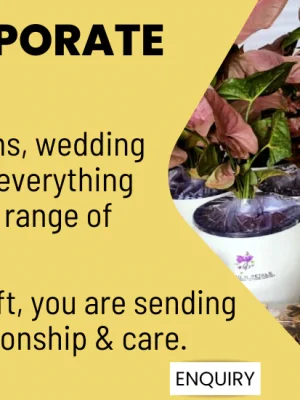 PORATE
ns, wedding
everything
range of
ft, you are sending
onship & care.
ENQUIRY